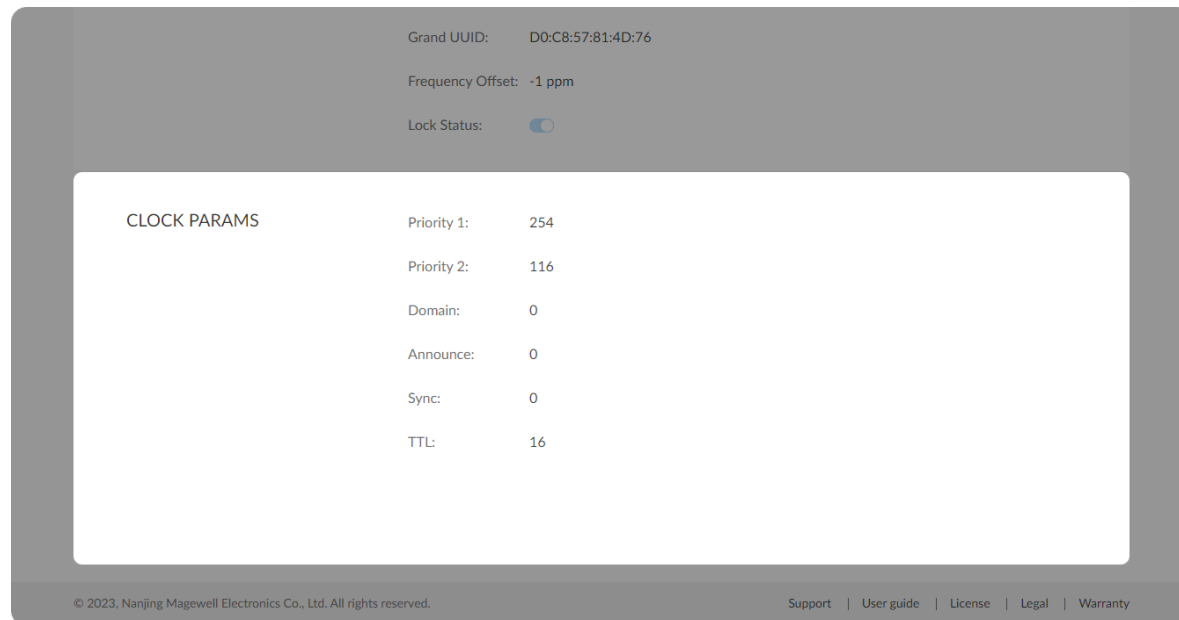 Grand UUID: D0:C8:57:81:4D:76
Frequency Offset: -1 ppm
Lock Status:
CLOCK PARAMS
Priority 1: 254
Priority 2: 116
Domain: 0
Announce: 0
Sync: 0
TTL: 16
© 2023, Nanjing Magewell Electronics Co., Ltd. All rights reserved. Support | User guide | License | Legal | Warranty